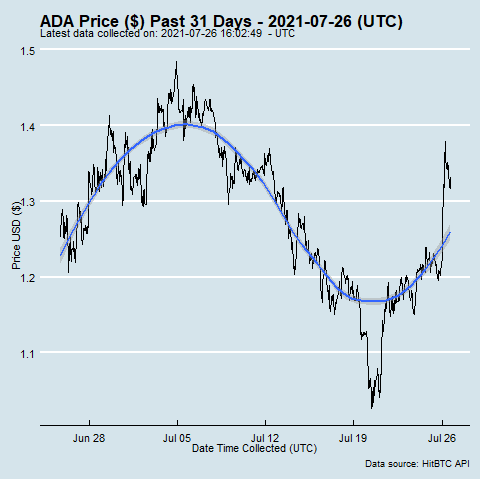 ADA Price ($) Past 31 Days - 2021-07-26 (UTC)
Latest data collected on: 2021-07-26 16:02:49  - UTC
1.5
1.4
1.3
1.2
1.1
Price USD ($)
Jun 28
Jul 05
Jul 12
Jul 19
Jul 26
Date Time Collected (UTC)
Data source: HitBTC API